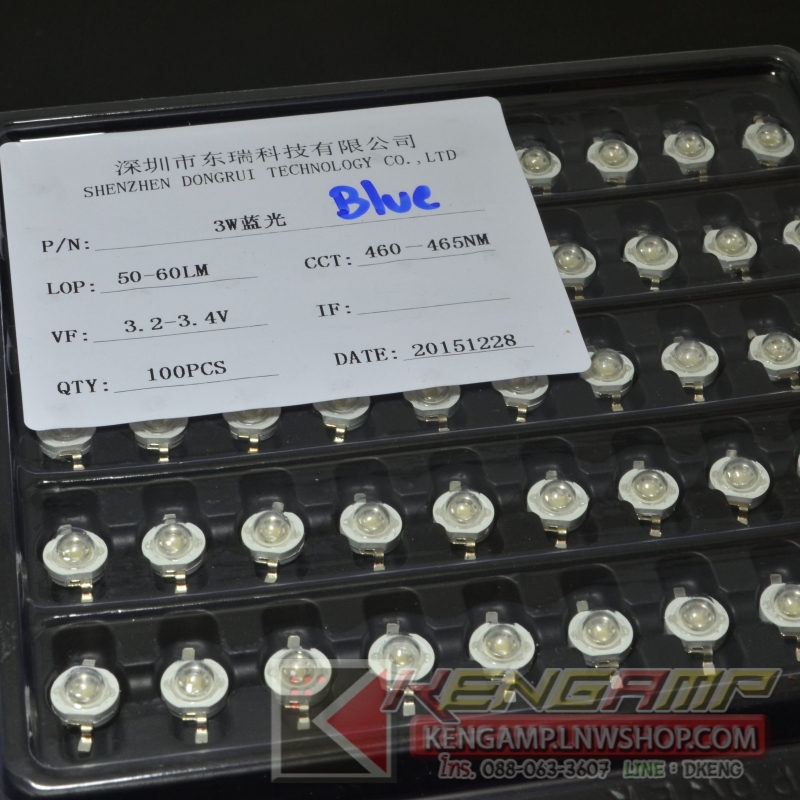 深圳市东瑞科技有限公司
SHENZHEN DONGRUI TECHNOLOGY CO.,LTD
Blue
P/N: 3W蓝光
LOP: 50-60LM CCT: 460-465NM
VF: 3.2-3.4V IF:
QTY: 100PCS DATE: 20151228
KENGAMP
KENGAMP.LNWSHOP.COM
โทร. 088-063-3607 LINE : DKENG